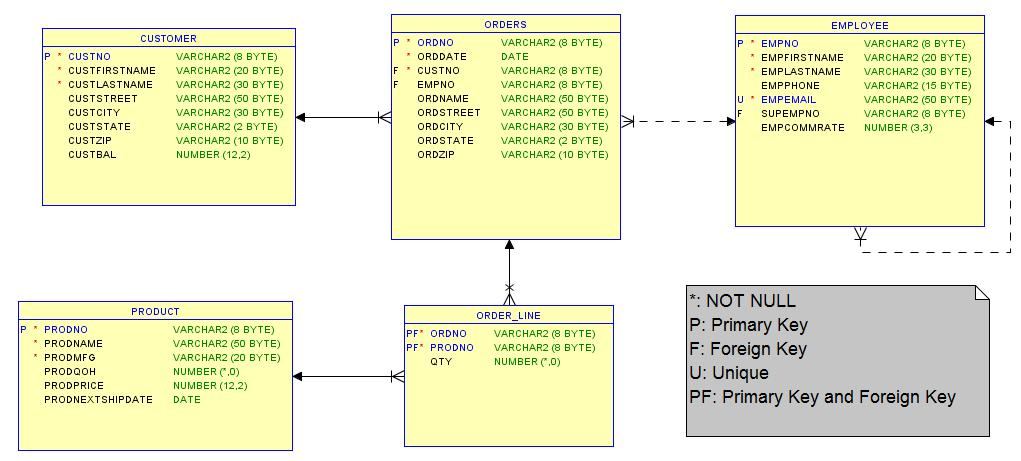 CUSTOMER
P * CUSTNO VARCHAR2 (8 BYTE)
* CUSTFIRSTNAME VARCHAR2 (20 BYTE)
* CUSTLASTNAME VARCHAR2 (30 BYTE)
CUSTSTREET VARCHAR2 (50 BYTE)
CUSTCITY VARCHAR2 (30 BYTE)
CUSTSTATE VARCHAR2 (2 BYTE)
CUSTZIP VARCHAR2 (10 BYTE)
CUSTBAL NUMBER (12,2)
ORDERS
P * ORDNO VARCHAR2 (8 BYTE)
* ORDDATE DATE
F * CUSTNO VARCHAR2 (8 BYTE)
F EMPNO VARCHAR2 (8 BYTE)
ORDNAME VARCHAR2 (50 BYTE)
ORDSTREET VARCHAR2 (50 BYTE)
ORDCITY VARCHAR2 (30 BYTE)
ORDSTATE VARCHAR2 (2 BYTE)
ORDZIP VARCHAR2 (10 BYTE)
EMPLOYEE
P * EMPNO VARCHAR2 (8 BYTE)
* EMPFIRSTNAME VARCHAR2 (20 BYTE)
* EMPLASTNAME VARCHAR2 (30 BYTE)
EMPPHONE VARCHAR2 (15 BYTE)
U * EMPEMAIL VARCHAR2 (50 BYTE)
F SUPEMPNO VARCHAR2 (8 BYTE)
EMPCOMMRATE NUMBER (3,3)
PRODUCT
P * PRODNO VARCHAR2 (8 BYTE)
* PRODNAME VARCHAR2 (50 BYTE)
* PRODMFG VARCHAR2 (20 BYTE)
PRODQOH NUMBER (*,0)
PRODPRICE NUMBER (12,2)
PRODNEXTSHIPDATE DATE
ORDER_LINE
PF* ORDNO VARCHAR2 (8 BYTE)
PF* PRODNO VARCHAR2 (8 BYTE)
QTY NUMBER (*,0)
*: NOT NULL
P: Primary Key
F: Foreign Key
U: Unique
PF: Primary Key and Foreign Key